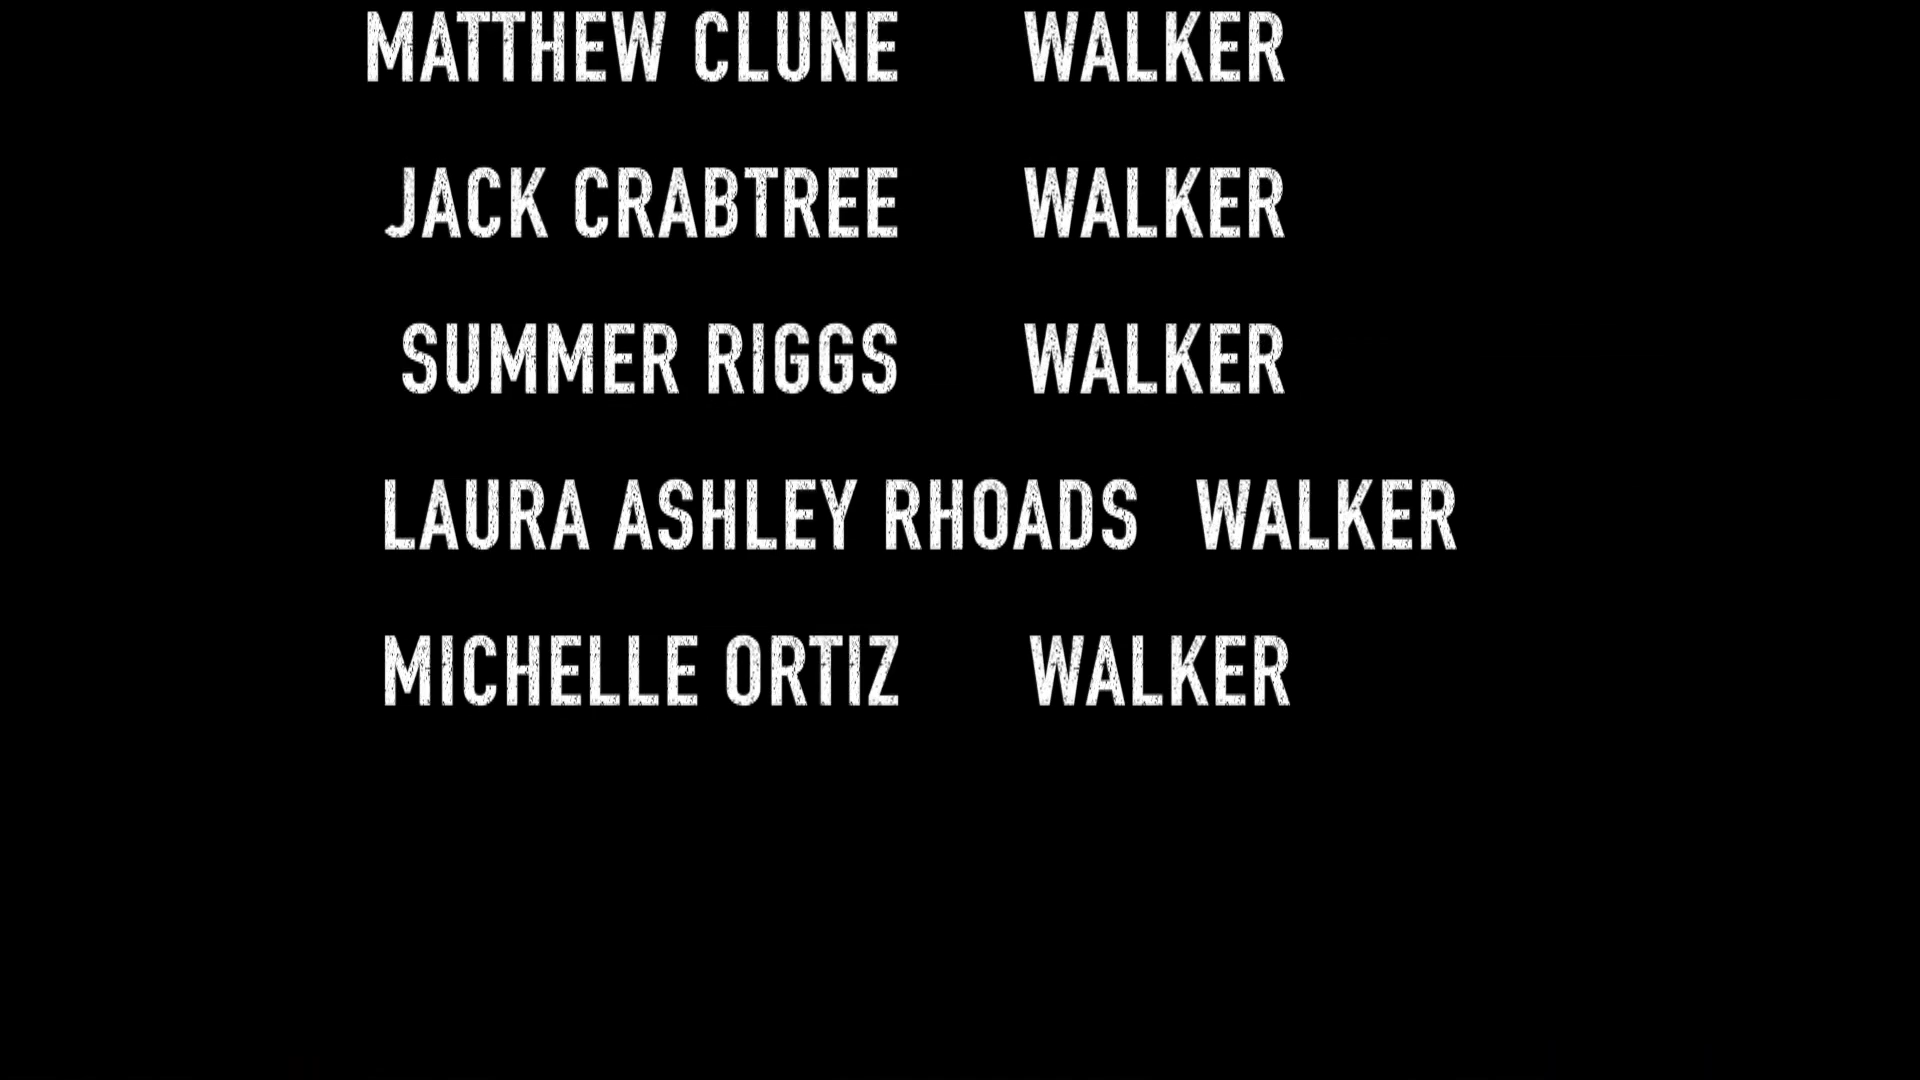 MATTHEW CLUNE WALKER
JACK CRABTREE WALKER
SUMMER RIGGS WALKER
LAURA ASHLEY RHOADS WALKER
MICHELLE ORTIZ WALKER